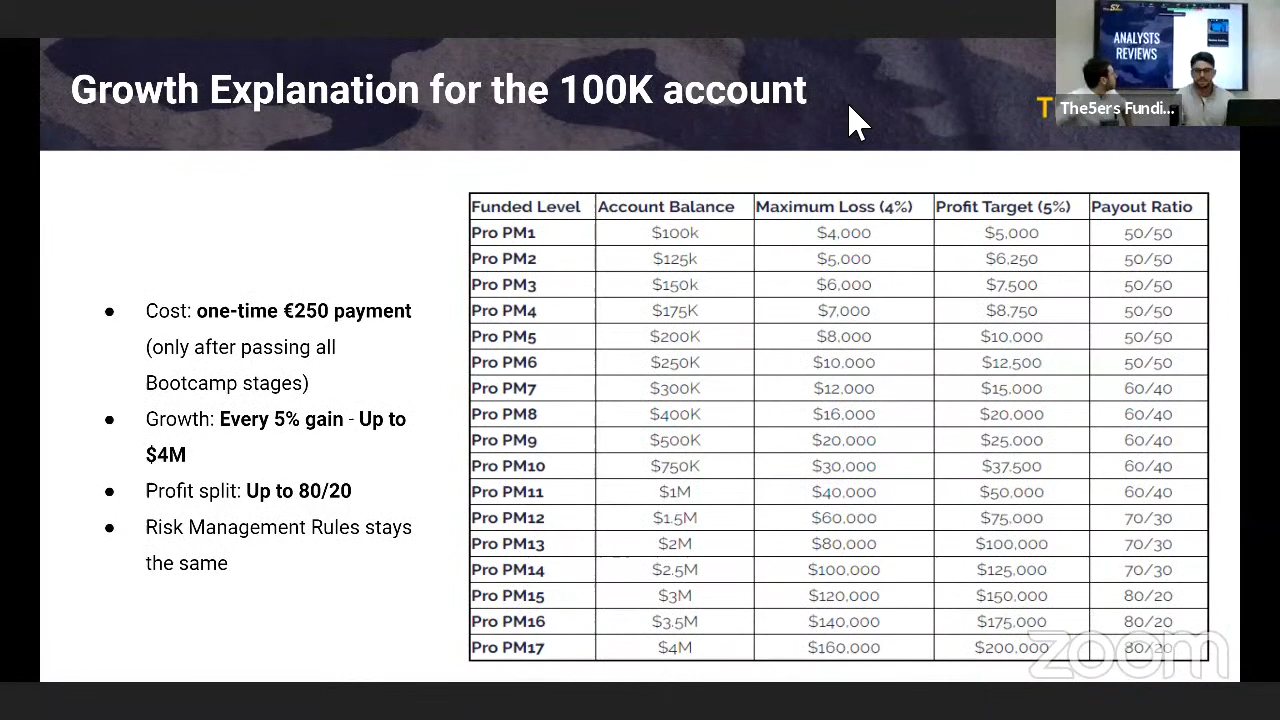 Growth Explanation for the 100K account
T
The5ers Fundi...
ANALYSTS
REVIEWS
● Cost: one-time €250 payment
(only after passing all
Bootcamp stages)
● Growth: Every 5% gain - Up to
$4M
● Profit split: Up to 80/20
● Risk Management Rules stays
the same
Funded Level Account Balance Maximum Loss (4%) Profit Target (5%) Payout Ratio
Pro PM1 $100k $4,000 $5,000 50/50
Pro PM2 $125k $5,000 $6,250 50/50
Pro PM3 $150k $6,000 $7,500 50/50
Pro PM4 $175K $7,000 $8,750 50/50
Pro PM5 $200K $8,000 $10,000 50/50
Pro PM6 $250K $10,000 $12,500 50/50
Pro PM7 $300K $12,000 $15,000 60/40
Pro PM8 $400K $16,000 $20,000 60/40
Pro PM9 $500K $20,000 $25,000 60/40
Pro PM10 $750K $30,000 $37,500 60/40
Pro PM11 $1M $40,000 $50,000 60/40
Pro PM12 $1.5M $60,000 $75,000 70/30
Pro PM13 $2M $80,000 $100,000 70/30
Pro PM14 $2.5M $100,000 $125,000 70/30
Pro PM15 $3M $120,000 $150,000 80/20
Pro PM16 $3.5M $140,000 $175,000 80/20
Pro PM17 $4M $160,000 $200,000 80/20
zoom